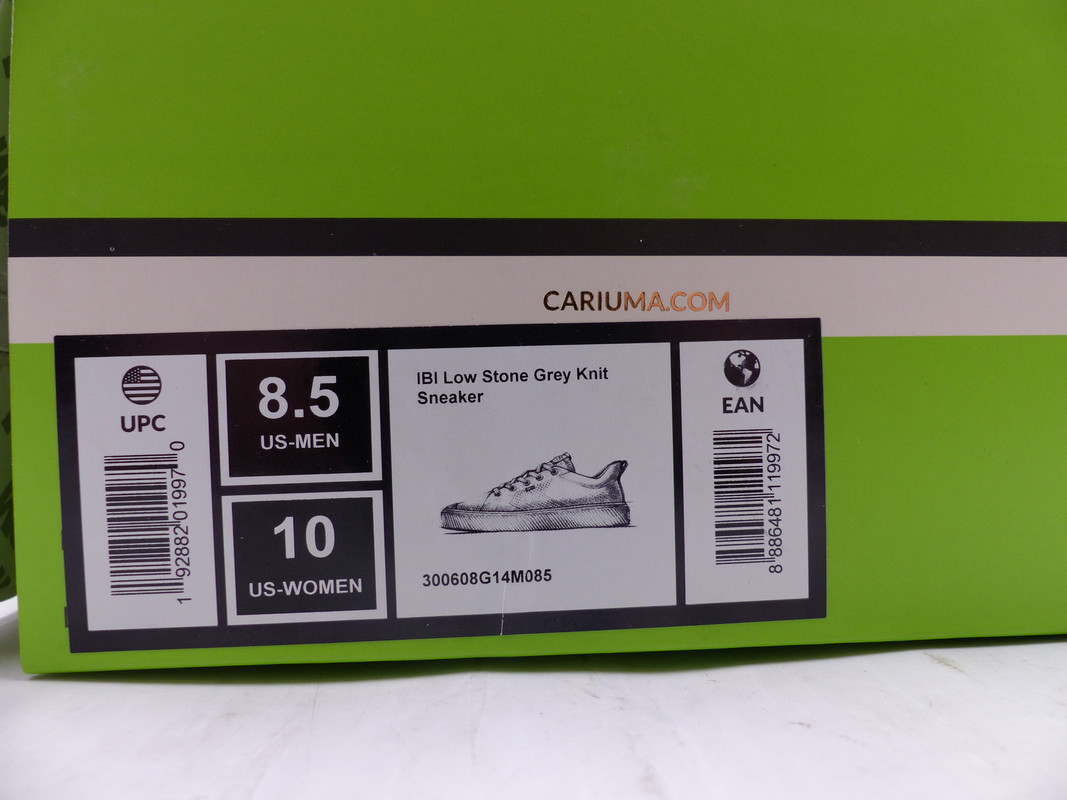 CARIUMA.COM
UPC
1 92882 01997 0
8.5
US-MEN
10
US-WOMEN
IBI Low Stone Grey Knit
Sneaker
300608G14M085
EAN
8 886481 119972